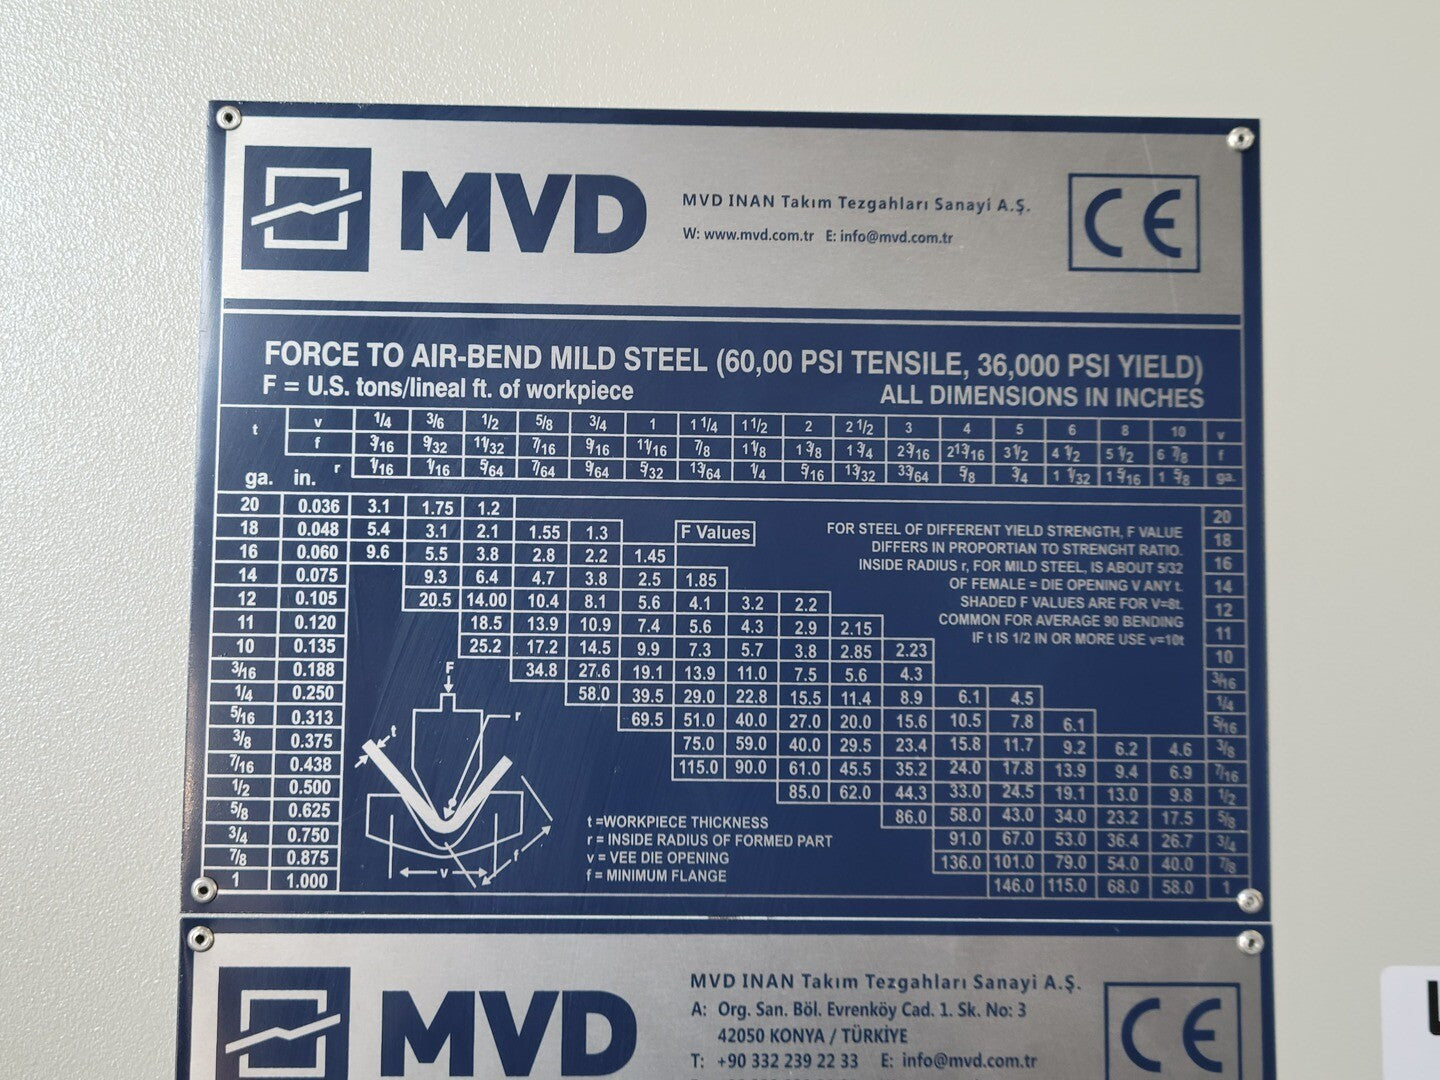 MVD
MVD INAN Takım Tezgahları Sanayi A.Ş.
W: www.mvd.com.tr E: info@mvd.com.tr
CE
FORCE TO AIR-BEND MILD STEEL (60,00 PSI TENSILE, 36,000 PSI YIELD)
F = U.S. tons/lineal ft. of workpiece
ALL DIMENSIONS IN INCHES
t v 1/4 3/6 1/2 5/8 3/4 1 1 1/4 1 1/2 2 2 1/2 3 4 5 6 8 10 v
f 3/16 9/32 11/32 7/16 9/16 11/16 7/8 1 1/8 1 3/8 1 3/4 2 3/16 2 13/16 3 1/2 4 1/2 5 1/2 6 7/8 f
ga. in. r 1/16 1/16 5/64 7/64 9/64 5/32 13/64 1/4 5/16 13/32 33/64 5/8 3/4 1 1/32 1 5/16 1 5/8 ga.
20 0.036 3.1 1.75 1.2 20
18 0.048 5.4 3.1 2.1 1.55 1.3 18
16 0.060 9.6 5.5 3.8 2.8 2.2 1.45 16
14 0.075 9.3 6.4 4.7 3.8 2.5 1.85 14
12 0.105 20.5 14.00 10.4 8.1 5.6 4.1 3.2 2.2 12
11 0.120 18.5 13.9 10.9 7.4 5.6 4.3 2.9 2.15 11
10 0.135 25.2 17.2 14.5 9.9 7.3 5.7 3.8 2.85 2.23 10
3/16 0.188 34.8 27.6 19.1 13.9 11.0 7.5 5.6 4.3 3/16
1/4 0.250 58.0 39.5 29.0 22.8 15.5 11.4 8.9 6.1 4.5 1/4
5/16 0.313 69.5 51.0 40.0 27.0 20.0 15.6 10.5 7.8 6.1 5/16
3/8 0.375 75.0 59.0 40.0 29.5 23.4 15.8 11.7 9.2 6.2 4.6 3/8
7/16 0.438 115.0 90.0 61.0 45.5 35.2 24.0 17.8 13.9 9.4 6.9 7/16
1/2 0.500 85.0 62.0 44.3 33.0 24.5 19.1 13.0 9.8 1/2
5/8 0.625 86.0 58.0 43.0 34.0 23.2 17.5 5/8
3/4 0.750 91.0 67.0 53.0 36.4 26.7 3/4
7/8 0.875 136.0 101.0 79.0 54.0 40.0 7/8
1 1.000 146.0 115.0 68.0 58.0 1
F Values
FOR STEEL OF DIFFERENT YIELD STRENGTH, F VALUE
DIFFERS IN PROPORTIAN TO STRENGHT RATIO.
INSIDE RADIUS r, FOR MILD STEEL, IS ABOUT 5/32
OF FEMALE = DIE OPENING V ANY t.
SHADED F VALUES ARE FOR V=8t.
COMMON FOR AVERAGE 90 BENDING
IF t IS 1/2 IN OR MORE USE v=10t
F
r
t
f
v
t =WORKPIECE THICKNESS
r = INSIDE RADIUS OF FORMED PART
v = VEE DIE OPENING
f = MINIMUM FLANGE
MVD
MVD INAN Takım Tezgahları Sanayi A.Ş.
A: Org. San. Böl. Evrenköy Cad. 1. Sk. No: 3
42050 KONYA / TÜRKİYE
T: +90 332 239 22 33 E: info@mvd.com.tr
CE